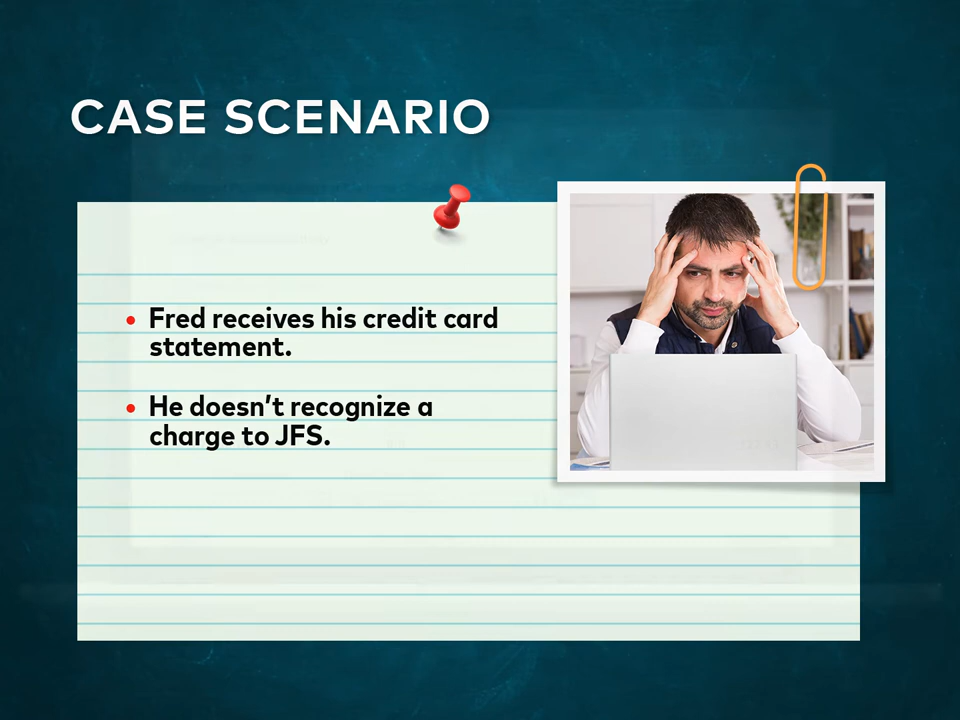 CASE SCENARIO
• Fred receives his credit card
statement.
• He doesn't recognize a
charge to JFS.